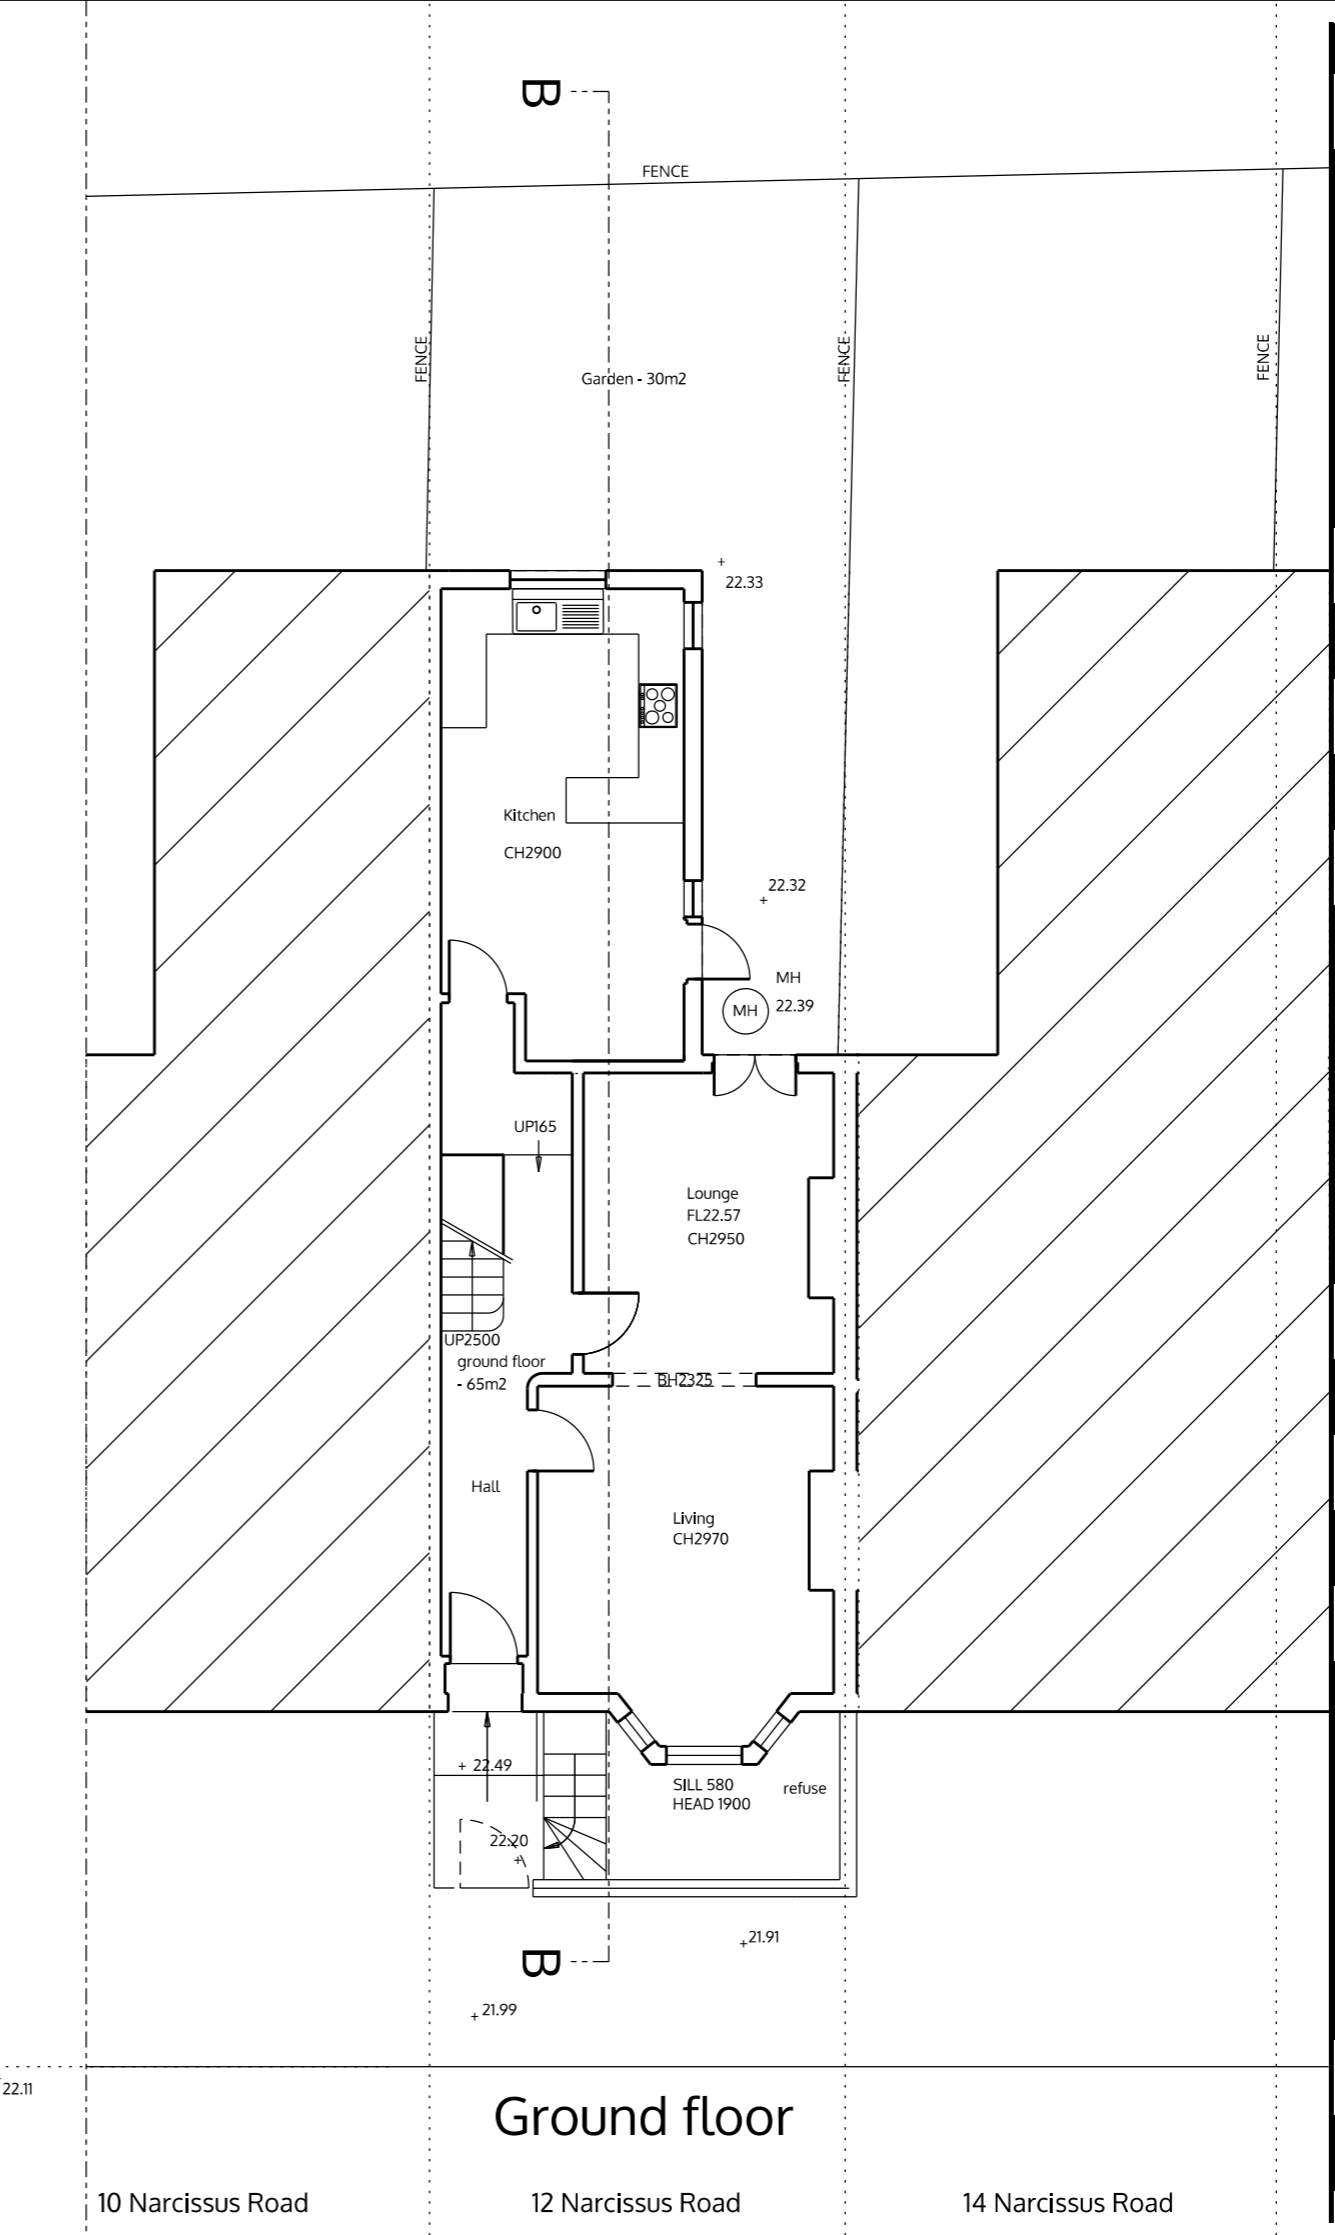 B
FENCE
FENCE
FENCE
FENCE
Garden - 30m2
22.33
Kitchen
CH2900
22.32
MH
MH
22.39
UP165
Lounge
FL22.57
CH2950
UP2500
ground floor
- 65m2
BH2325
Hall
Living
CH2970
22.49
SILL 580
HEAD 1900
refuse
22.20
21.91
B
21.99
22.11
Ground floor
10 Narcissus Road
12 Narcissus Road
14 Narcissus Road